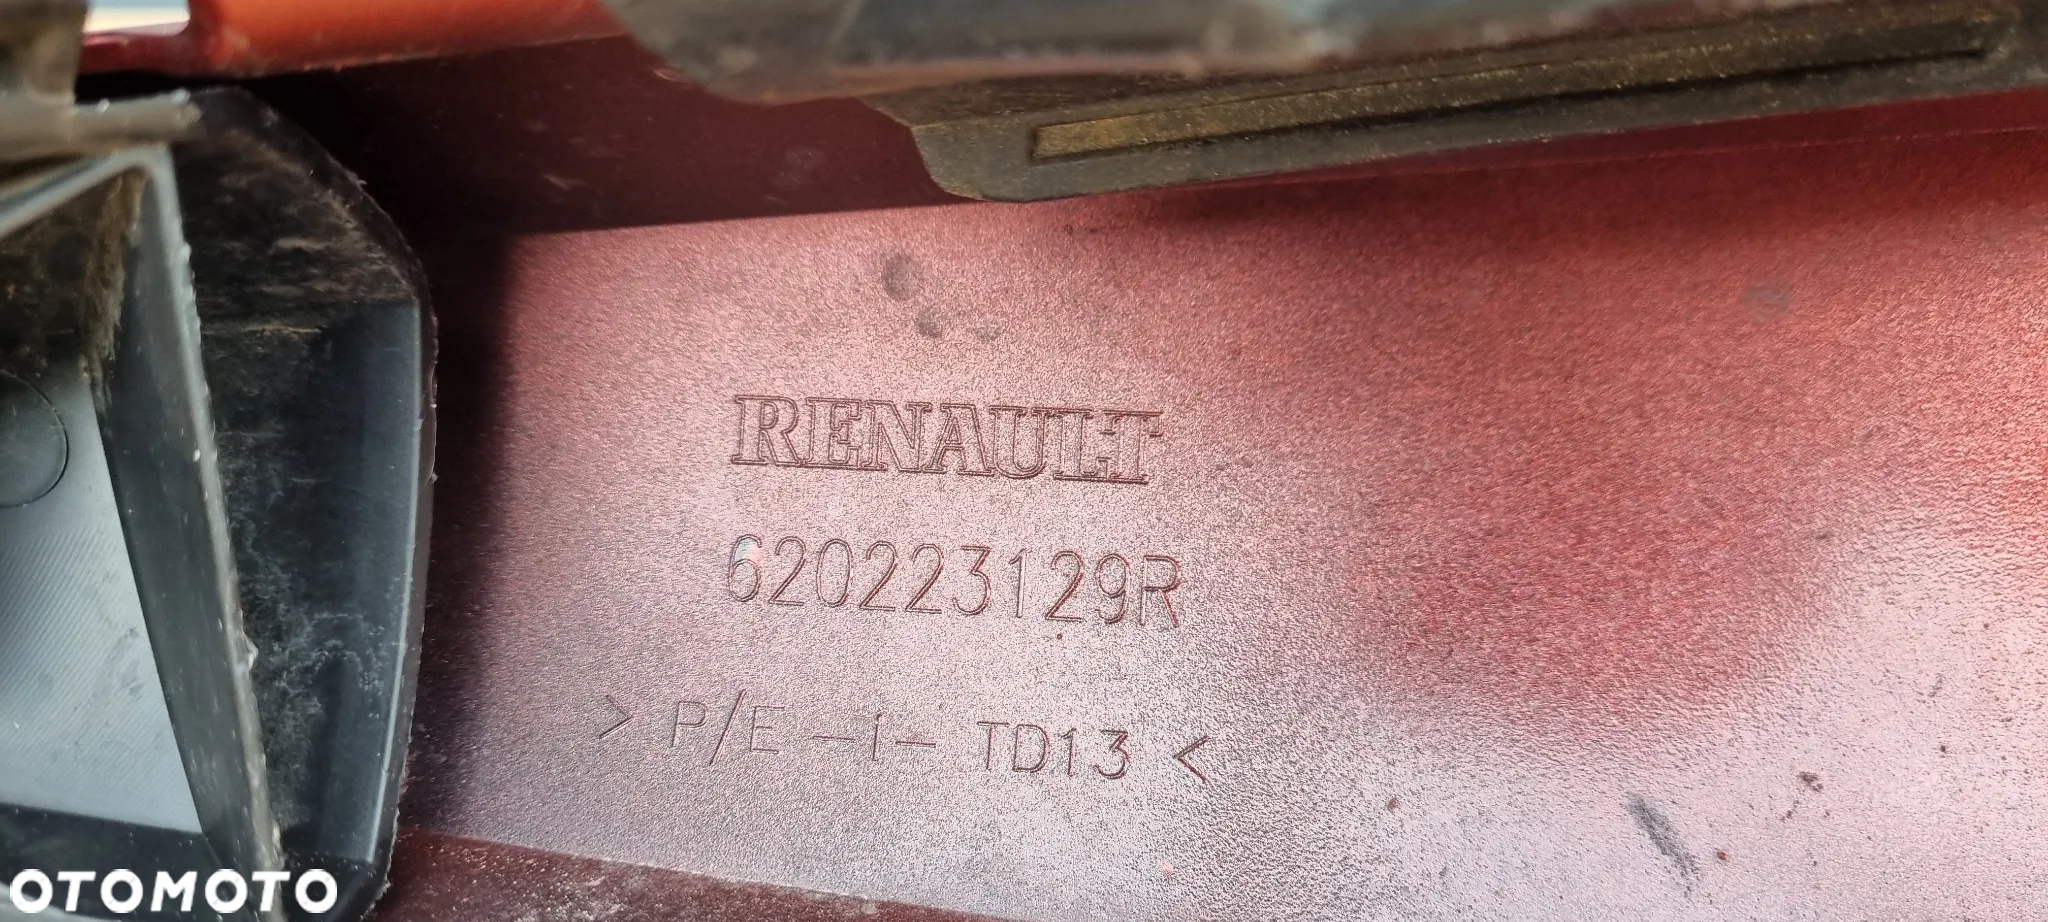 RENAULT
620223129R
> P/E -I- TD13 <
OTOMOTO